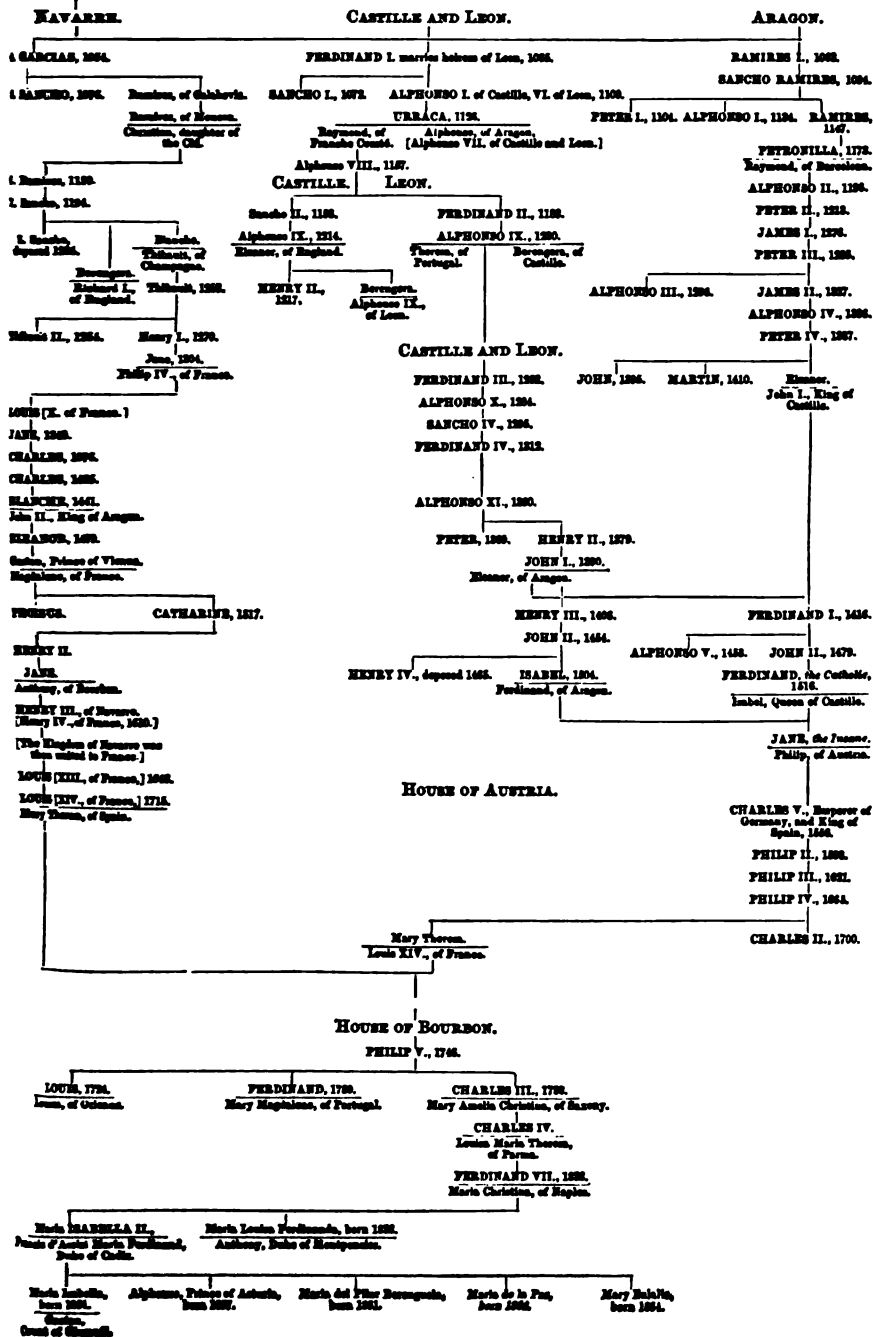 NAVARRE.
CASTILLE AND LEON.
ARAGON.
GARCIAS, 1054.
FERDINAND I. marries heiress of Leon, 1065.
RAMIRES I., 1063.
SANCHO RAMIRES, 1094.
SANCHO, 1076.
Ramirez, of Calahorra.
SANCHO I., 1072.
ALPHONSO I. of Castille, VI. of Leon, 1109.
Ramirez, of Monson.
Christina, daughter of
the Cid.
URRACA, 1126.
Raymond, of
Franche Comté.
Alphonso, of Aragon,
[Alphonso VII. of Castille and Leon.]
PETER I., 1104.
ALPHONSO I., 1134.
RAMIRES,
1147.
PETRONILLA, 1173.
Raymond, of Barcelona.
Alphonso VIII., 1157.
CASTILLE.
LEON.
Ramirez, 1150.
Sancho, 1194.
ALPHONSO II., 1196.
Sancho II., 1158.
FERDINAND II., 1188.
PETER II., 1213.
Sancho,
Blanche.
Thibault, of
Champagne.
Alphonso IX., 1214.
Eleanor, of England.
ALPHONSO IX., 1230.
Theresa, of
Portugal.
Berengera, of
Castille.
JAMES I., 1276.
PETER III., 1285.
Berengera.
Richard I.,
of England.
Thibault, 1253.
HENRY II.,
1217.
Berengera.
Alphonso IX.,
of Leon.
ALPHONSO III., 1291.
JAMES II., 1327.
ALPHONSO IV., 1336.
Henry I., 1270.
PETER IV., 1387.
Jane, 1304.
Philip IV., of France.
CASTILLE AND LEON.
FERDINAND III., 1252.
JOHN, 1395.
MARTIN, 1410.
Eleanor.
John I., King of
Castille.
ALPHONSO X., 1284.
LOUIS [X. of France.]
SANCHO IV., 1295.
JANE, 1349.
FERDINAND IV., 1312.
CHARLES,
CHARLES, 1425.
BLANCHE, 1441.
John II., King of Aragon.
ALPHONSO XI., 1350.
ELEANOR, 1479.
PETER, 1369.
HENRY II., 1379.
Gaston, Prince of Vienna.
Magdalene, of France.
JOHN I., 1390.
Eleanor, of Aragon.
CATHARINE, 1517.
HENRY III., 1406.
FERDINAND I., 1416.
JOHN II., 1454.
HENRY II.
ALPHONSO V., 1458.
JOHN II., 1479.
JANE.
Anthony, of Bourbon.
HENRY IV., deposed 1465.
ISABEL, 1504.
Ferdinand, of Aragon.
FERDINAND, the Catholic,
1516.
Isabel, Queen of Castille.
HENRY III., of Navarre.
[Henry IV., of France, 1620.]
[The Kingdom of Navarre was
then united to France.]
JANE, the Insane.
Philip, of Austria.
LOUIS [XIII., of France,]
HOUSE OF AUSTRIA.
LOUIS [XIV., of France,] 1715.
Mary Theresa, of Spain.
CHARLES V., Emperor of
Germany, and King of
Spain, 1556.
PHILIP II., 1598.
PHILIP III., 1621.
PHILIP IV., 1665.
Mary Theresa.
Louis XIV., of France.
CHARLES II., 1700.
HOUSE OF BOURBON.
PHILIP V., 1746.
LOUIS, 1724.
Louisa, of Orleans.
FERDINAND, 1759.
Mary Magdalene, of Portugal.
CHARLES III., 1788.
Mary Amelia Christian, of Saxony.
CHARLES IV.
Louisa Maria Theresa,
of Parma.
FERDINAND VII., 1833.
Maria Christina, of Naples.
Maria ISABELLA II.,
Francis d'Assisi Maria Ferdinand,
Duke of Cadiz.
Maria Louisa Ferdinanda, born 1832.
Anthony, Duke of Montpensier.
Maria Isabella,
born 1851.
Gaetan,
Count of Girgenti.
Alphonso, Prince of Asturia,
born 1857.
Maria del Pilar Berenguela,
born 1861.
Maria de la Paz,
born 1862.
Mary Eulalia,
born 1864.